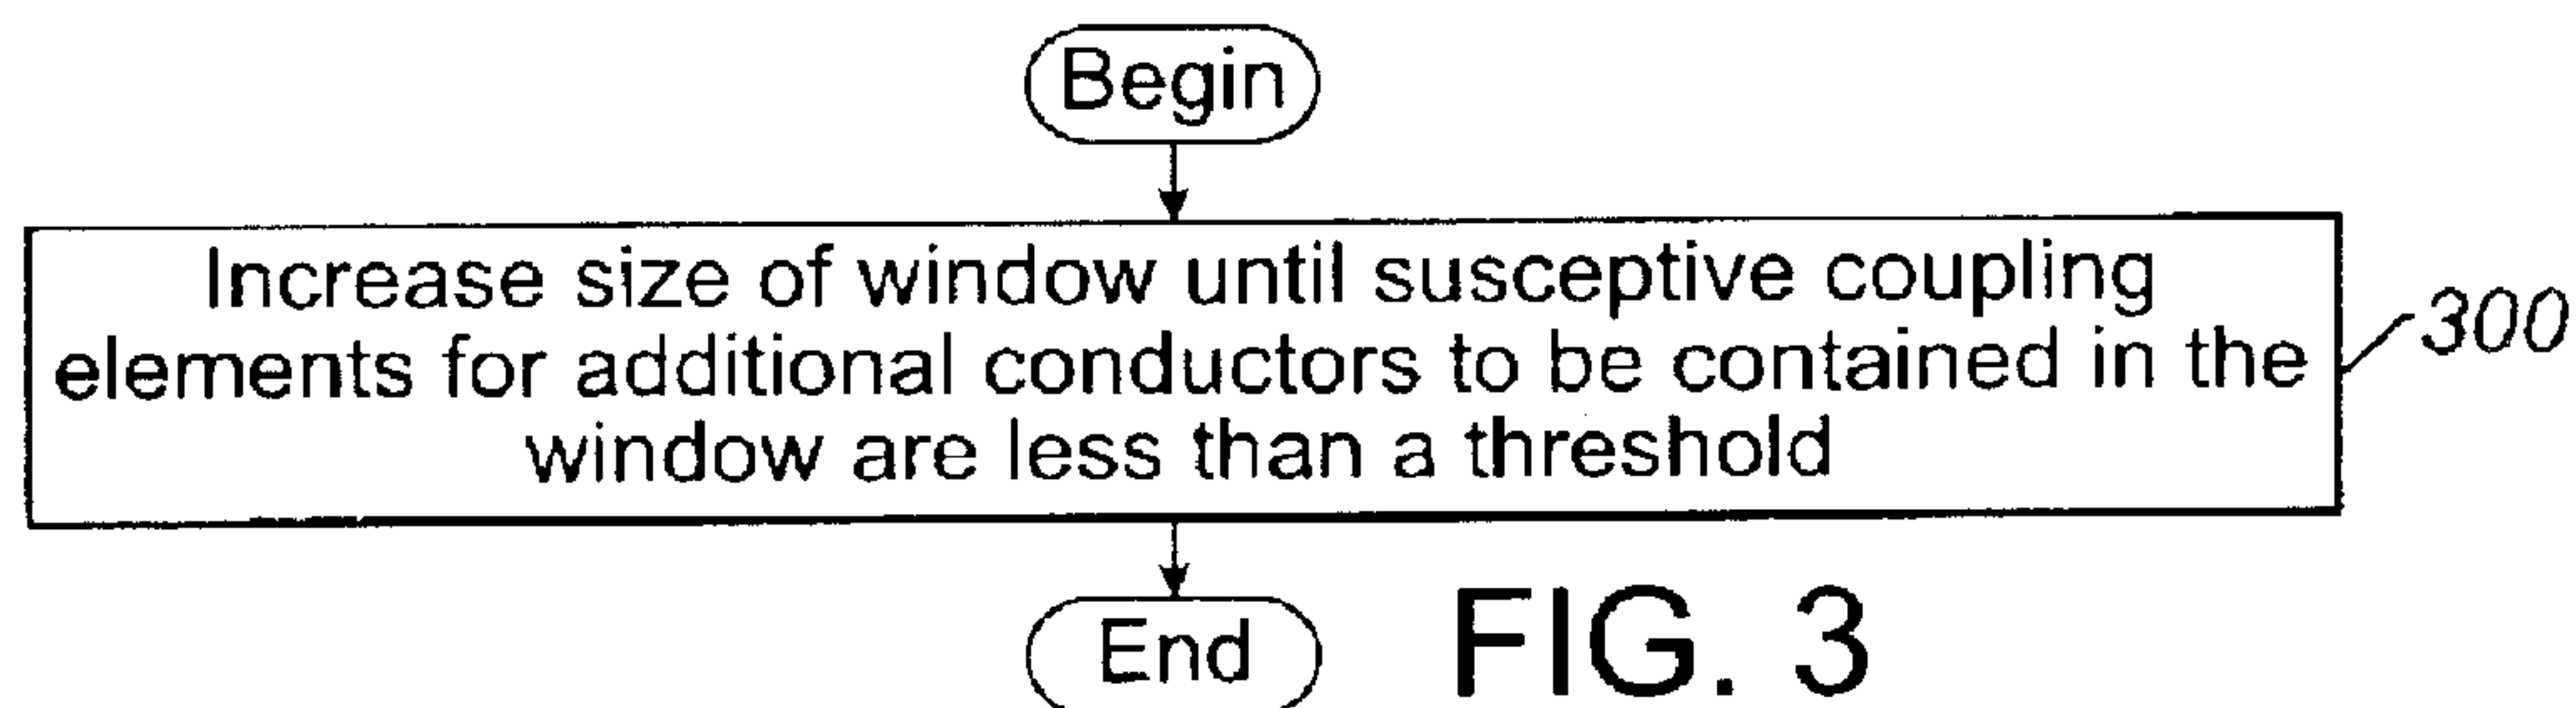 Begin
Increase size of window until susceptive coupling
elements for additional conductors to be contained in the
window are less than a threshold
300
End
FIG. 3